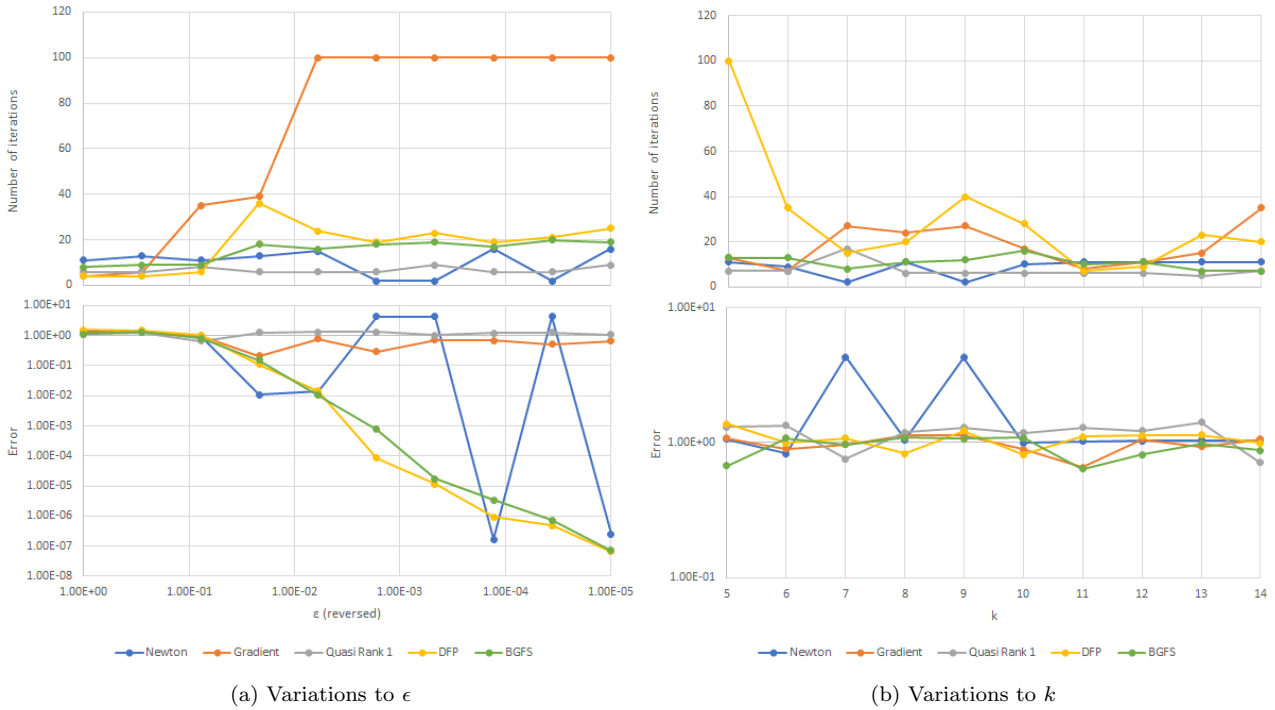 120
100
80
60
40
20
0
Number of iterations
1.00E+01
1.00E+00
1.00E-01
1.00E-02
1.00E-03
1.00E-04
1.00E-05
1.00E-06
1.00E-07
1.00E-08
Error
1.00E+00 1.00E-01 1.00E-02 1.00E-03 1.00E-04 1.00E-05
ε (reversed)
Newton Gradient Quasi Rank 1 DFP BGFS
(a) Variations to ϵ
120
100
80
60
40
20
0
Number of iterations
1.00E+01
1.00E+00
1.00E-01
Error
5 6 7 8 9 10 11 12 13 14
k
Newton Gradient Quasi Rank 1 DFP BGFS
(b) Variations to k